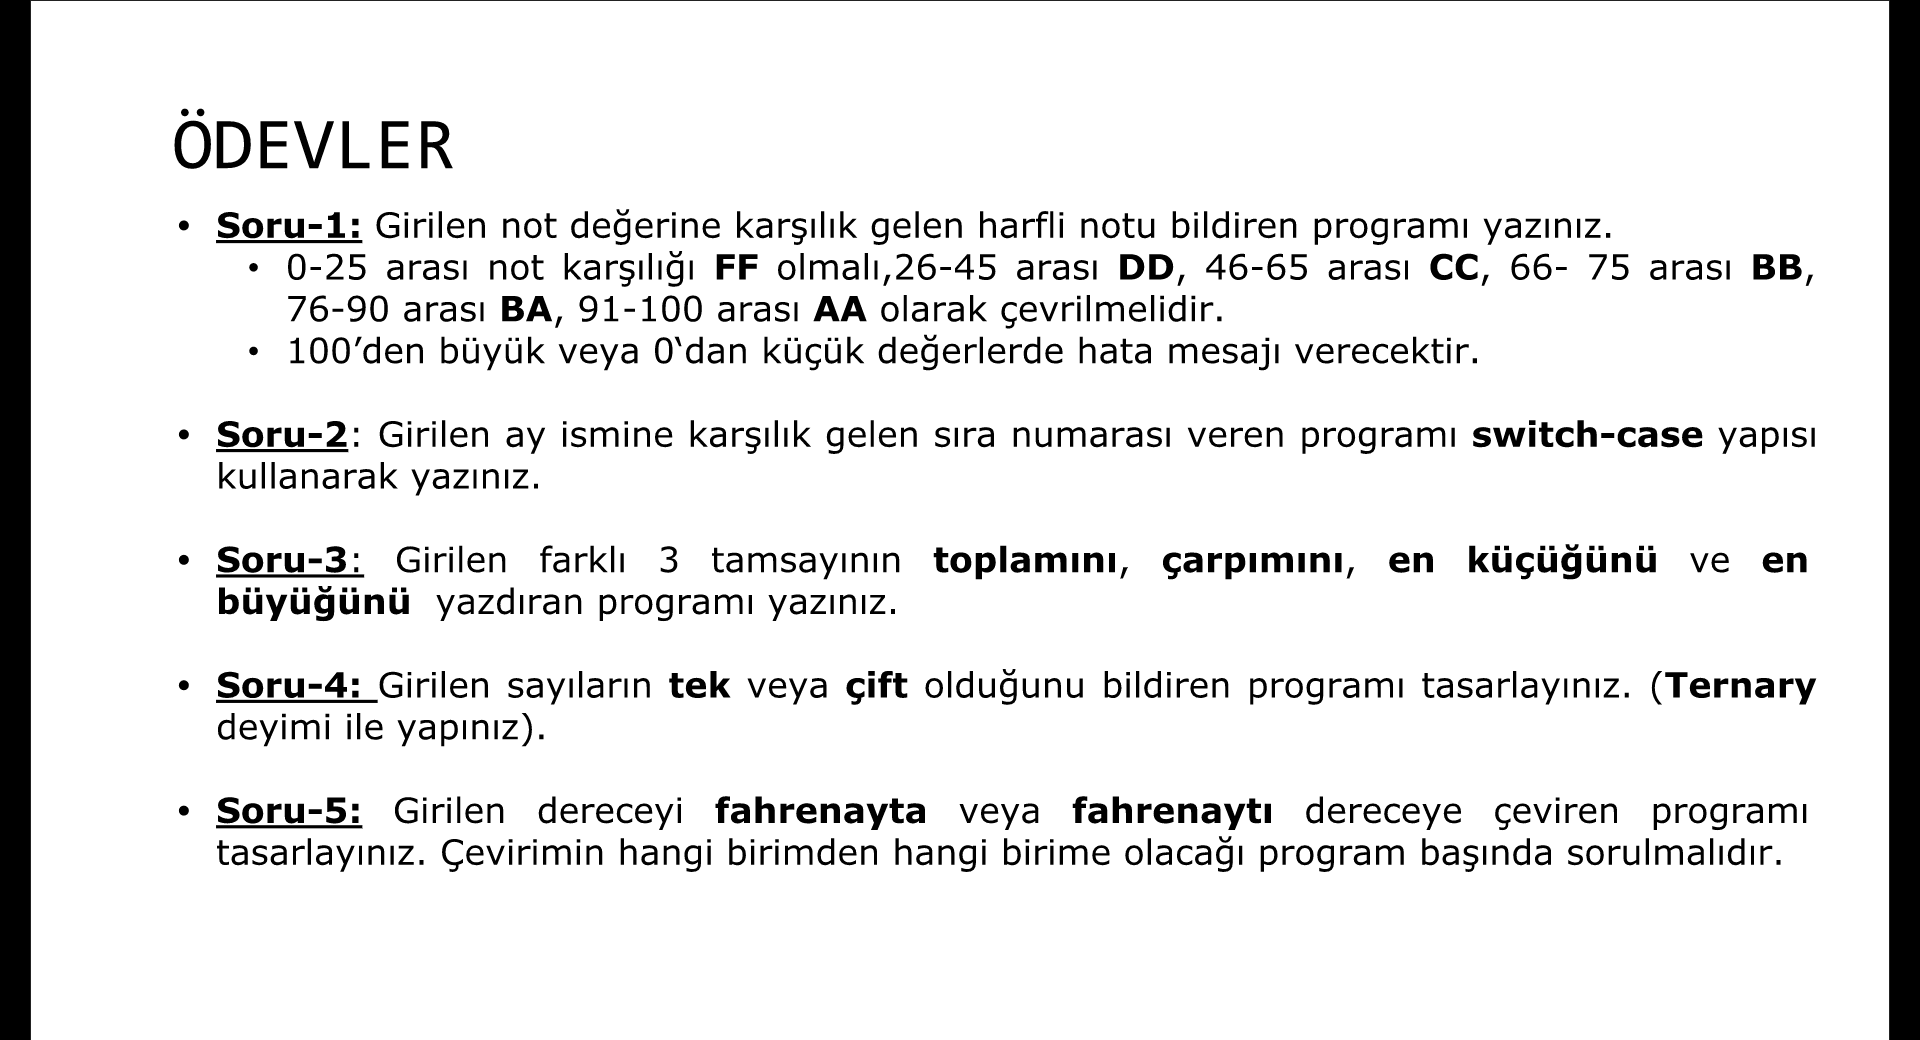 ÖDEVLER
• Soru-1: Girilen not değerine karşılık gelen harfli notu bildiren programı yazınız.
• 0-25 arası not karşılığı FF olmalı,26-45 arası DD, 46-65 arası CC, 66- 75 arası BB,
76-90 arası BA, 91-100 arası AA olarak çevrilmelidir.
• 100’den büyük veya 0‘dan küçük değerlerde hata mesajı verecektir.
• Soru-2: Girilen ay ismine karşılık gelen sıra numarası veren programı switch-case yapısı
kullanarak yazınız.
• Soru-3: Girilen farklı 3 tamsayının toplamını, çarpımını, en küçüğünü ve en
büyüğünü yazdıran programı yazınız.
• Soru-4: Girilen sayıların tek veya çift olduğunu bildiren programı tasarlayınız. (Ternary
deyimi ile yapınız).
• Soru-5: Girilen dereceyi fahrenayta veya fahrenaytı dereceye çeviren programı
tasarlayınız. Çevirimin hangi birimden hangi birime olacağı program başında sorulmalıdır.